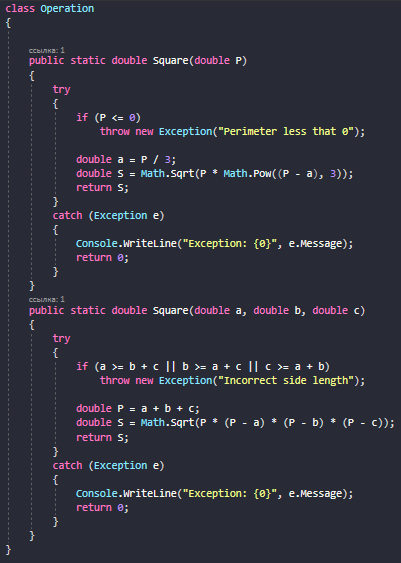 class Operation
{
ссылка: 1
public static double Square(double P)
{
try
{
if (P <= 0)
throw new Exception("Perimeter less that 0");
double a = P / 3;
double S = Math.Sqrt(P * Math.Pow((P - a), 3));
return S;
}
catch (Exception e)
{
Console.WriteLine("Exception: {0}", e.Message);
return 0;
}
}
ссылка: 1
public static double Square(double a, double b, double c)
{
try
{
if (a >= b + c || b >= a + c || c >= a + b)
throw new Exception("Incorrect side length");
double P = a + b + c;
double S = Math.Sqrt(P * (P - a) * (P - b) * (P - c));
return S;
}
catch (Exception e)
{
Console.WriteLine("Exception: {0}", e.Message);
return 0;
}
}
}